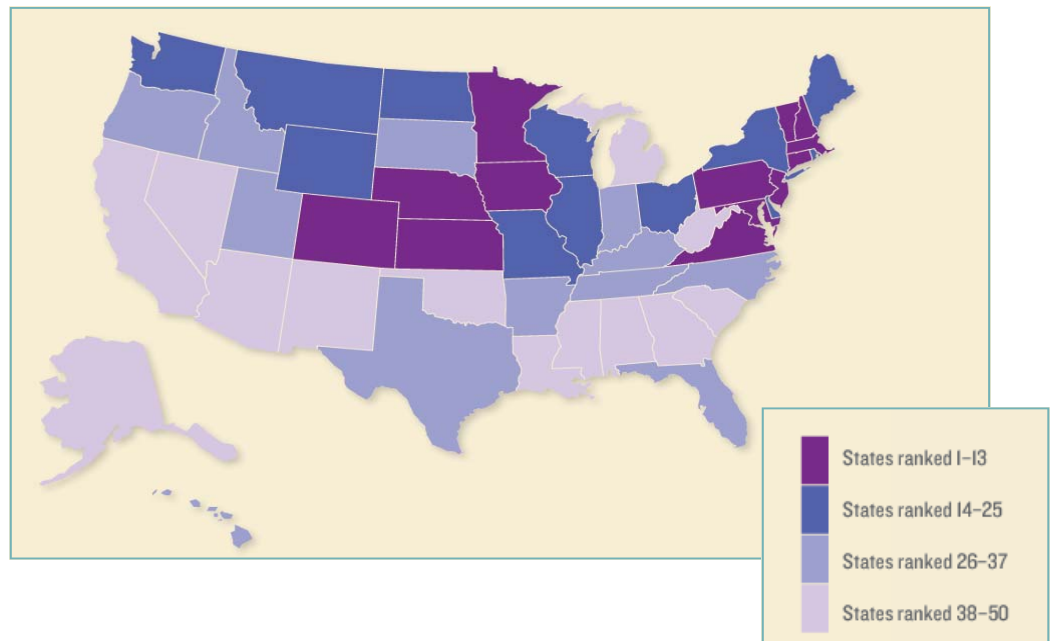 States ranked 1–13
States ranked 14–25
States ranked 26–37
States ranked 38–50